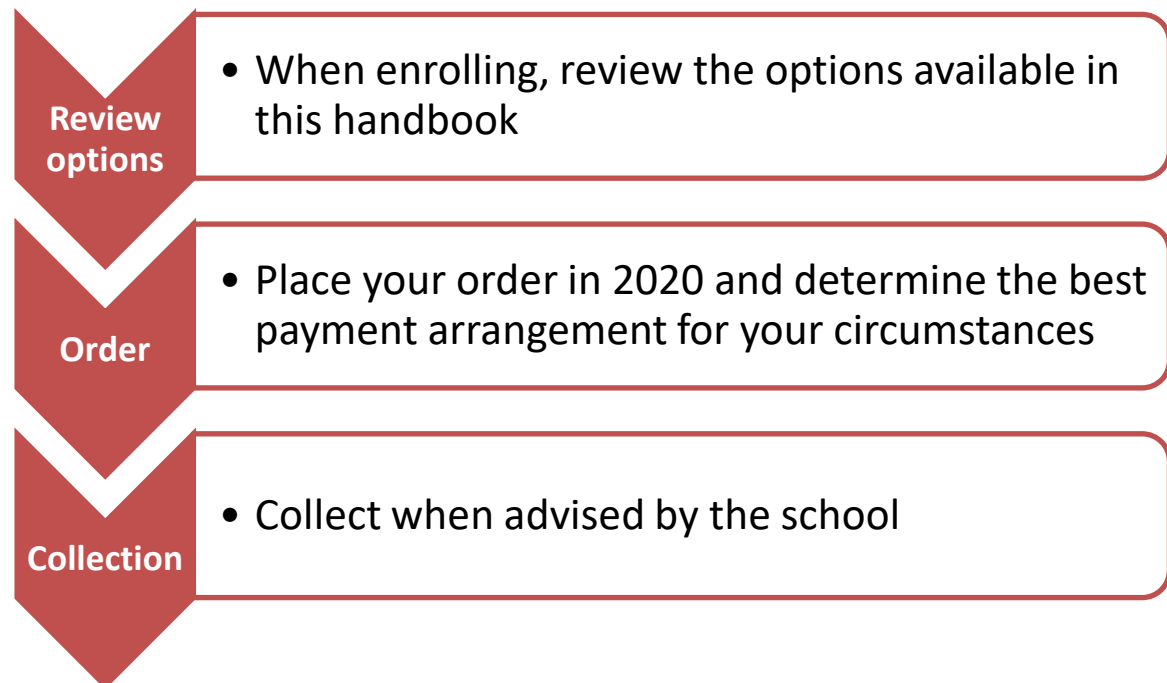 Review
options
• When enrolling, review the options available in
this handbook
Order
• Place your order in 2020 and determine the best
payment arrangement for your circumstances
Collection
• Collect when advised by the school